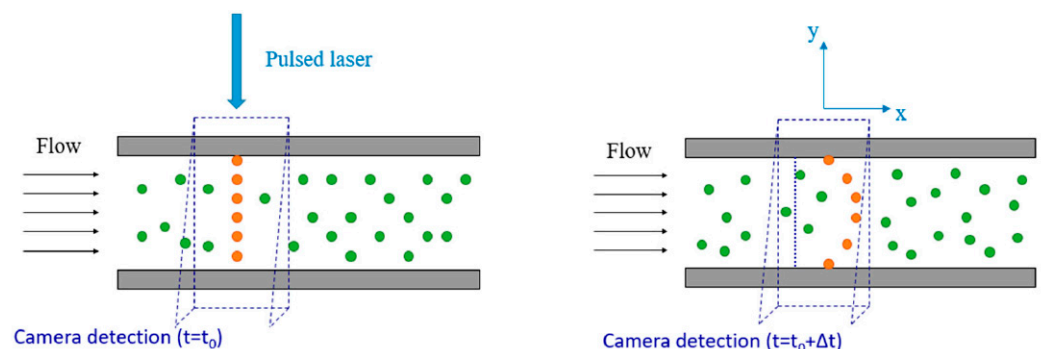 Pulsed laser
Flow
Camera detection (t=t₀)
y
x
Flow
Camera detection (t=t₀+Δt)